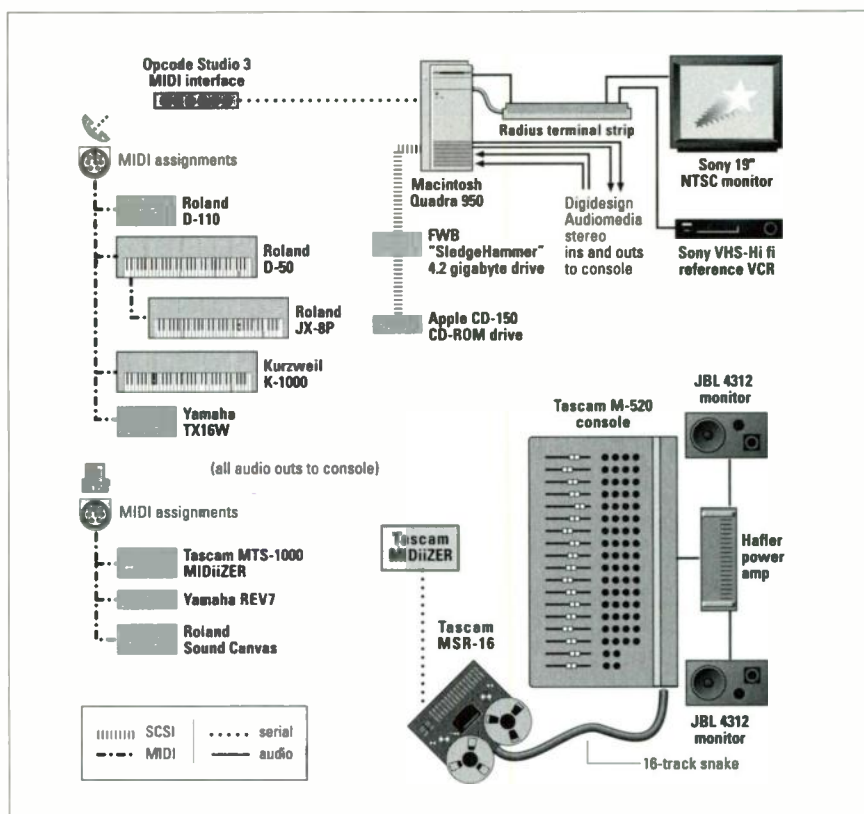 Opcode Studio 3
MIDI interface
MIDI assignments
Roland
D-110
Roland
D-50
Roland
JX-8P
Kurzweil
K-1000
Yamaha
TX16W
(all audio outs to console)
MIDI assignments
Tascam MTS-1000
MIDiiZER
Yamaha REV7
Roland
Sound Canvas
SCSI
MIDI
serial
audio
Macintosh
Quadra 950
Radius terminal strip
Sony 19"
NTSC monitor
FWB
"SledgeHammer"
4.2 gigabyte drive
Digidesign
Audiomedia
stereo
ins and outs
to console
Sony VHS-Hi fi
reference VCR
Apple CD-150
CD-ROM drive
Tascam M-520
console
JBL 4312
monitor
Tascam
MIDiiZER
Hafler
power
amp
Tascam
MSR-16
JBL 4312
monitor
16-track snake